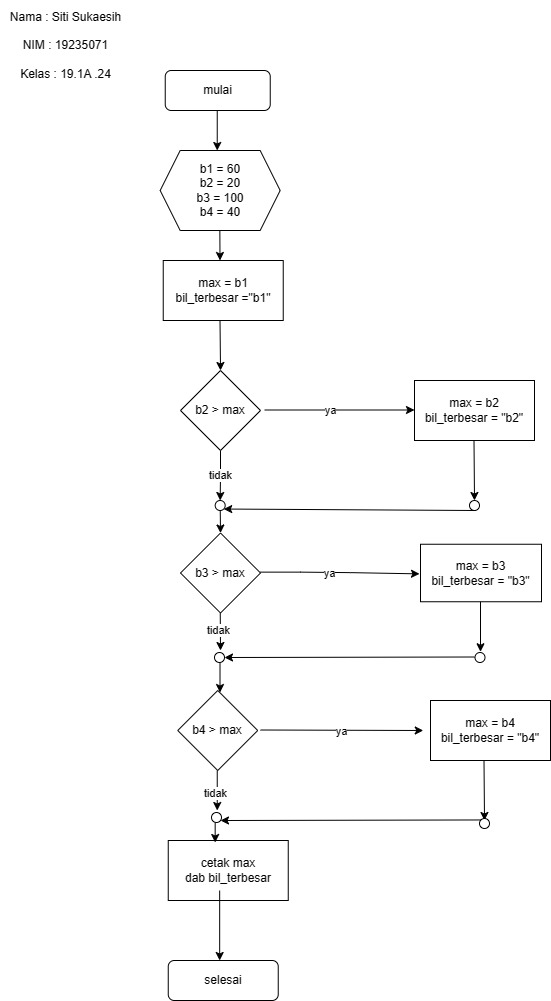 Nama : Siti Sukaesih
NIM : 19235071
Kelas : 19.1A .24
mulai
b1 = 60
b2 = 20
b3 = 100
b4 = 40
max = b1
bil_terbesar ="b1"
b2 > max
ya
max = b2
bil_terbesar = "b2"
tidak
b3 > max
ya
max = b3
bil_terbesar = "b3"
tidak
b4 > max
ya
max = b4
bil_terbesar = "b4"
tidak
cetak max
dab bil_terbesar
selesai